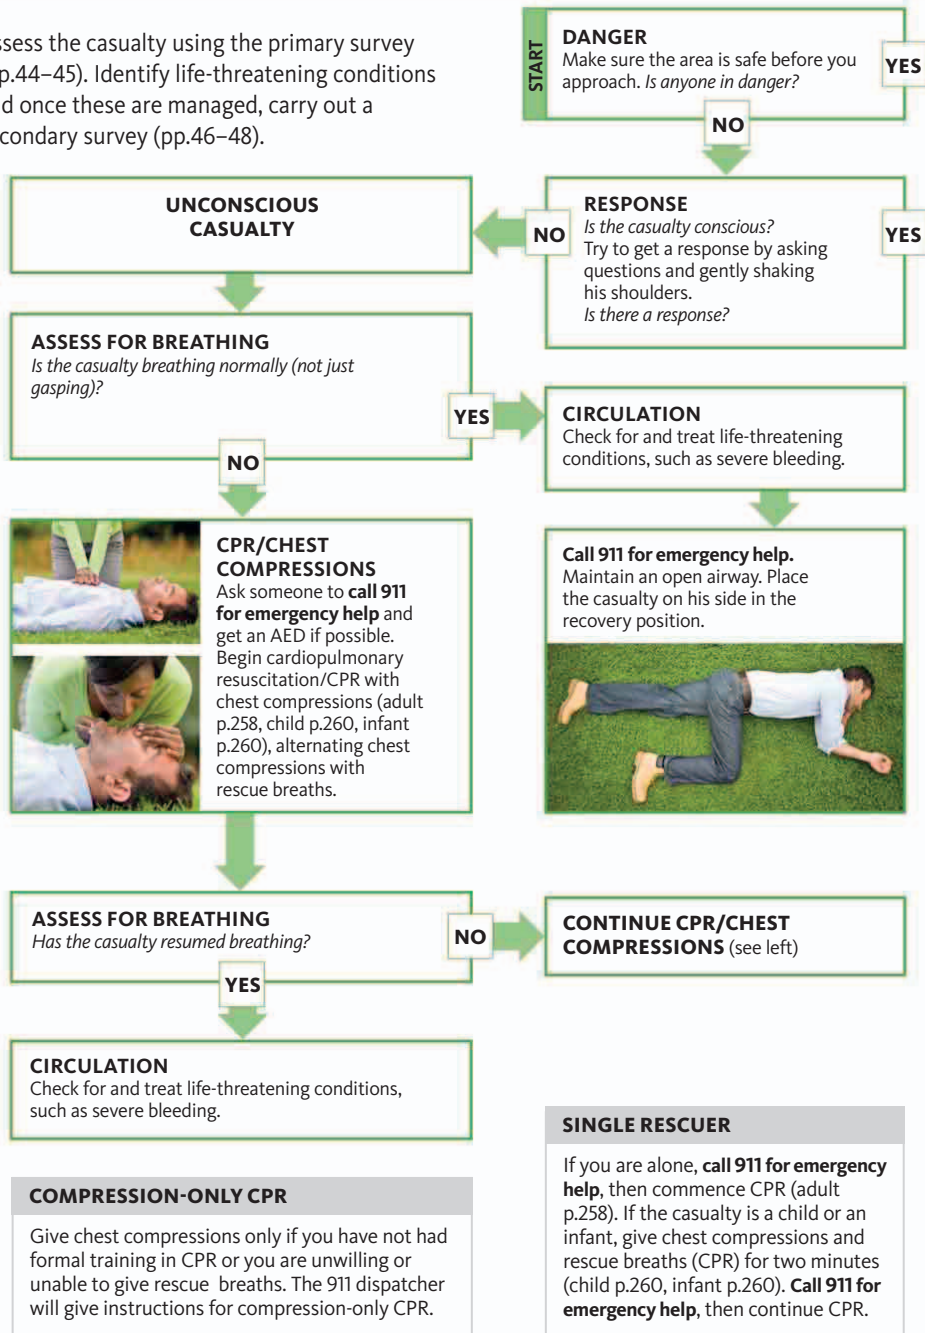 ssess the casualty using the primary survey
p.44–45). Identify life-threatening conditions
d once these are managed, carry out a
condary survey (pp.46–48).
START
DANGER
Make sure the area is safe before you
approach. Is anyone in danger?
YES
NO
RESPONSE
Is the casualty conscious?
Try to get a response by asking
questions and gently shaking
his shoulders.
Is there a response?
YES
NO
UNCONSCIOUS
CASUALTY
ASSESS FOR BREATHING
Is the casualty breathing normally (not just
gasping)?
YES
NO
CIRCULATION
Check for and treat life-threatening
conditions, such as severe bleeding.
Call 911 for emergency help.
Maintain an open airway. Place
the casualty on his side in the
recovery position.
CPR/CHEST
COMPRESSIONS
Ask someone to call 911
for emergency help and
get an AED if possible.
Begin cardiopulmonary
resuscitation/CPR with
chest compressions (adult
p.258, child p.260, infant
p.260), alternating chest
compressions with
rescue breaths.
ASSESS FOR BREATHING
Has the casualty resumed breathing?
NO
YES
CONTINUE CPR/CHEST
COMPRESSIONS (see left)
CIRCULATION
Check for and treat life-threatening conditions,
such as severe bleeding.
COMPRESSION-ONLY CPR
Give chest compressions only if you have not had
formal training in CPR or you are unwilling or
unable to give rescue breaths. The 911 dispatcher
will give instructions for compression-only CPR.
SINGLE RESCUER
If you are alone, call 911 for emergency
help, then commence CPR (adult
p.258). If the casualty is a child or an
infant, give chest compressions and
rescue breaths (CPR) for two minutes
(child p.260, infant p.260). Call 911 for
emergency help, then continue CPR.